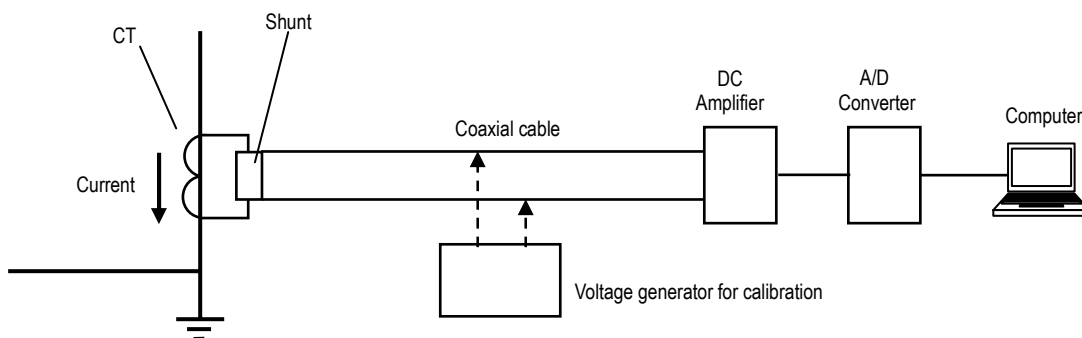 Shunt
CT
DC
Amplifier
A/D
Converter
Computer
Coaxial cable
Current
Voltage generator for calibration